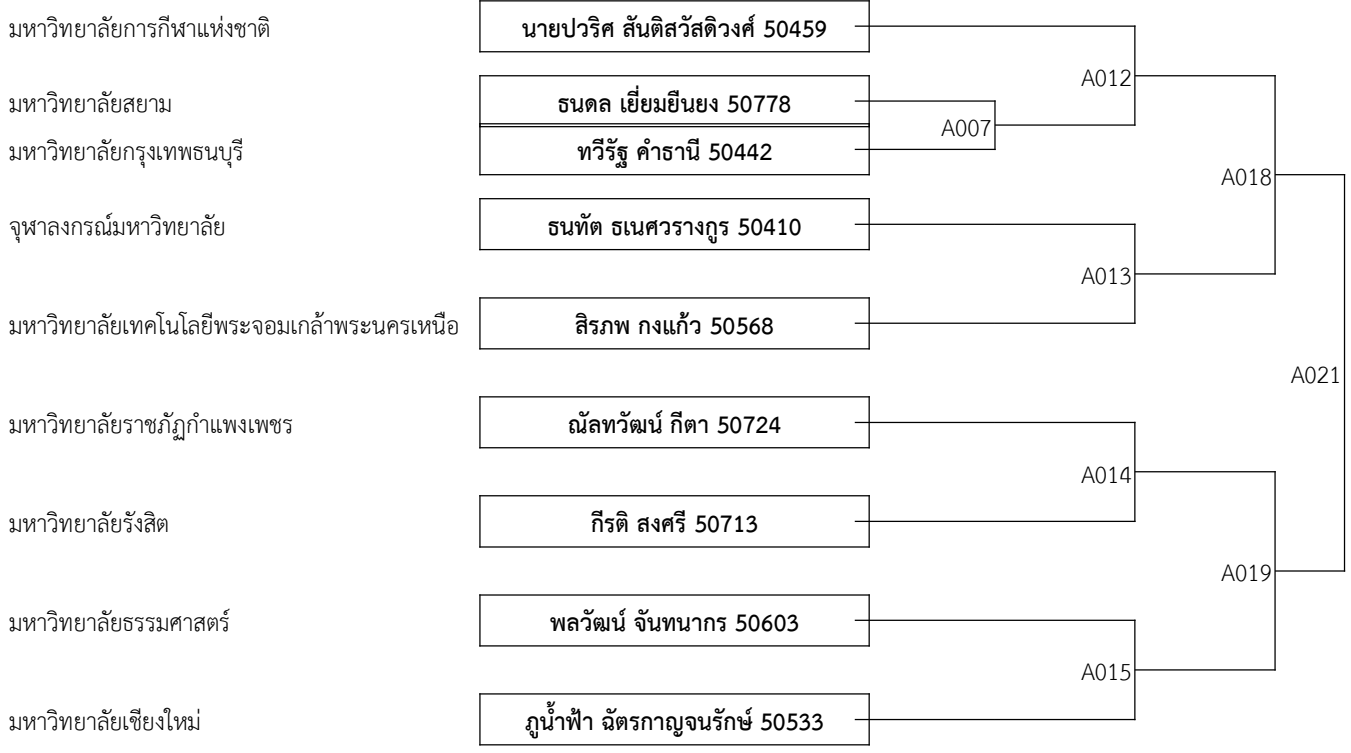 มหาวิทยาลัยการกีฬาแห่งชาติ นายปวริศ สันติสวัสดิวงศ์ 50459
A012
มหาวิทยาลัยสยาม ธนดล เยี่ยมยืนยง 50778
A007
มหาวิทยาลัยกรุงเทพธนบุรี ทวีรัฐ คำธานี 50442
A018
จุฬาลงกรณ์มหาวิทยาลัย ธนทัต ธเนศวรางกูร 50410
A013
มหาวิทยาลัยเทคโนโลยีพระจอมเกล้าพระนครเหนือ สิรภพ กงแก้ว 50568
A021
มหาวิทยาลัยราชภัฏกำแพงเพชร ณัลทวัฒน์ กีตา 50724
A014
มหาวิทยาลัยรังสิต กีรติ สงศรี 50713
A019
มหาวิทยาลัยธรรมศาสตร์ พลวัฒน์ จันทนากร 50603
A015
มหาวิทยาลัยเชียงใหม่ ภูน้ำฟ้า ฉัตรกาญจนรักษ์ 50533